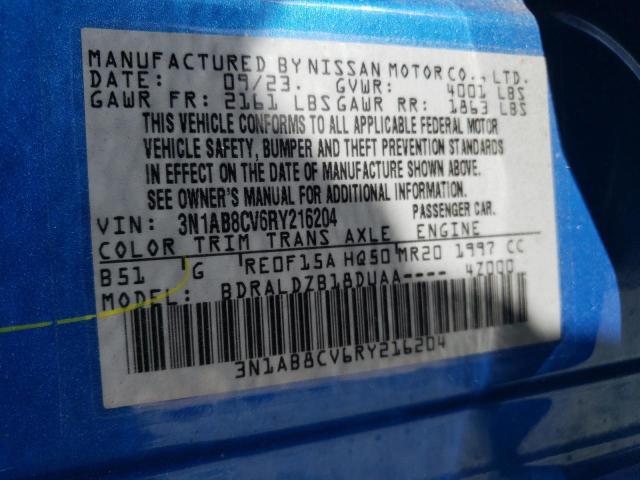 MANUFACTURED BY NISSAN MOTOR CO., LTD.
DATE: 09/23. GVWR: 4001 LBS
GAWR FR: 2161 LBS GAWR RR: 1863 LBS
THIS VEHICLE CONFORMS TO ALL APPLICABLE FEDERAL MOTOR
VEHICLE SAFETY, BUMPER AND THEFT PREVENTION STANDARDS
IN EFFECT ON THE DATE OF MANUFACTURE SHOWN ABOVE.
SEE OWNER'S MANUAL FOR ADDITIONAL INFORMATION.
VIN: 3N1AB8CV6RY216204 PASSENGER CAR.
COLOR TRIM TRANS AXLE ENGINE
B51 G RE0F15A HQ50 MR20 1997 CC
MODEL: BDRALDZB18DUAA---- 4Z000
3N1AB8CV6RY216204